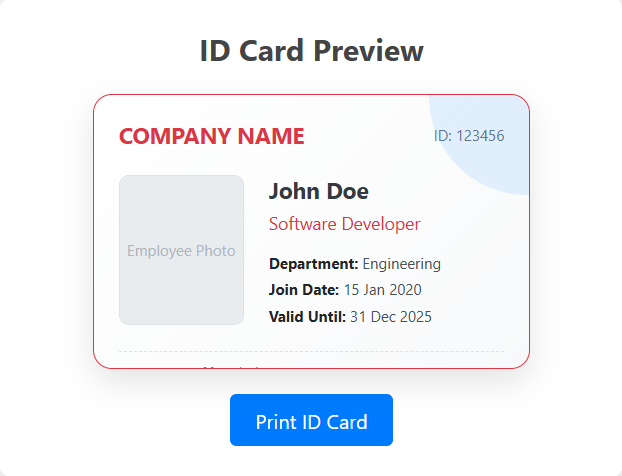 ID Card Preview
COMPANY NAME
ID: 123456
Employee Photo
John Doe
Software Developer
Department: Engineering
Join Date: 15 Jan 2020
Valid Until: 31 Dec 2025
Print ID Card